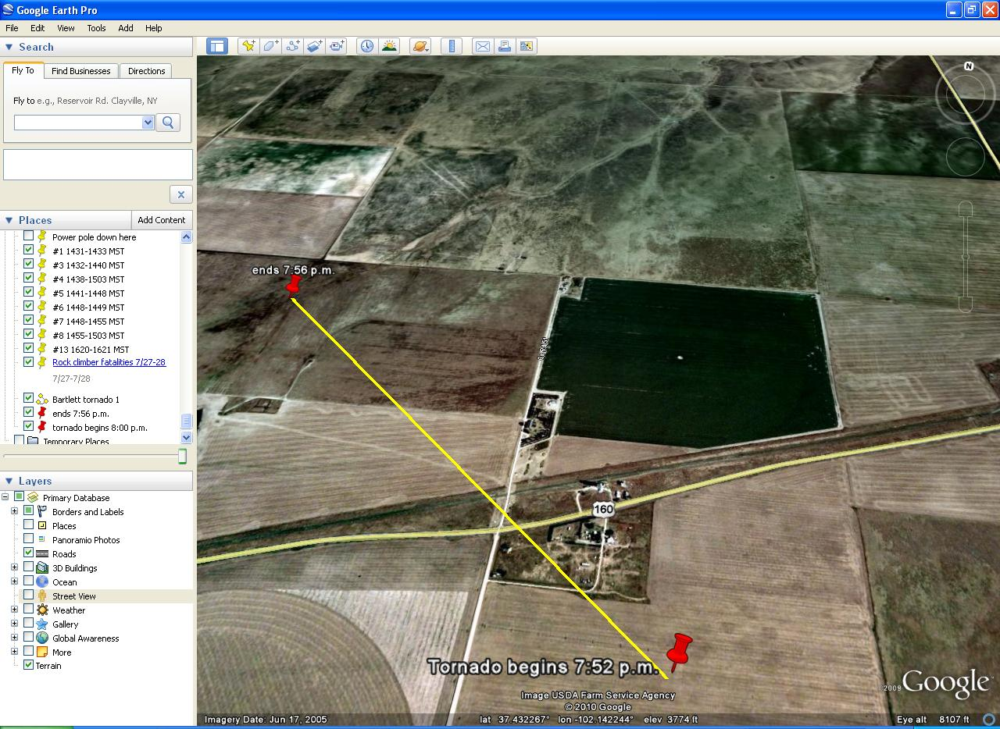 Google Earth Pro
File Edit View Tools Add Help
Search
Fly To Find Businesses Directions
Fly to e.g., Reservoir Rd. Clayville, NY
Places Add Content
Power pole down here
#1 1431-1433 MST
#3 1432-1440 MST
#4 1438-1503 MST
#5 1441-1448 MST
#6 1448-1449 MST
#7 1448-1455 MST
#8 1455-1503 MST
#13 1620-1621 MST
Rock climber fatalities 7/27-28
7/27-7/28
Bartlett tornado 1
ends 7:56 p.m.
tornado begins 8:00 p.m.
Temporary Places
Layers
Primary Database
Borders and Labels
Places
Panoramio Photos
Roads
3D Buildings
Ocean
Street View
Weather
Gallery
Global Awareness
More
Terrain
N
ends 7:56 p.m.
160
Tornado begins 7:52 p.m.
Image USDA Farm Service Agency
© 2010 Google
©2009 Google
Imagery Date: Jun 17, 2005 lat 37.432267° lon -102.142244° elev 3774 ft Eye alt 8107 ft